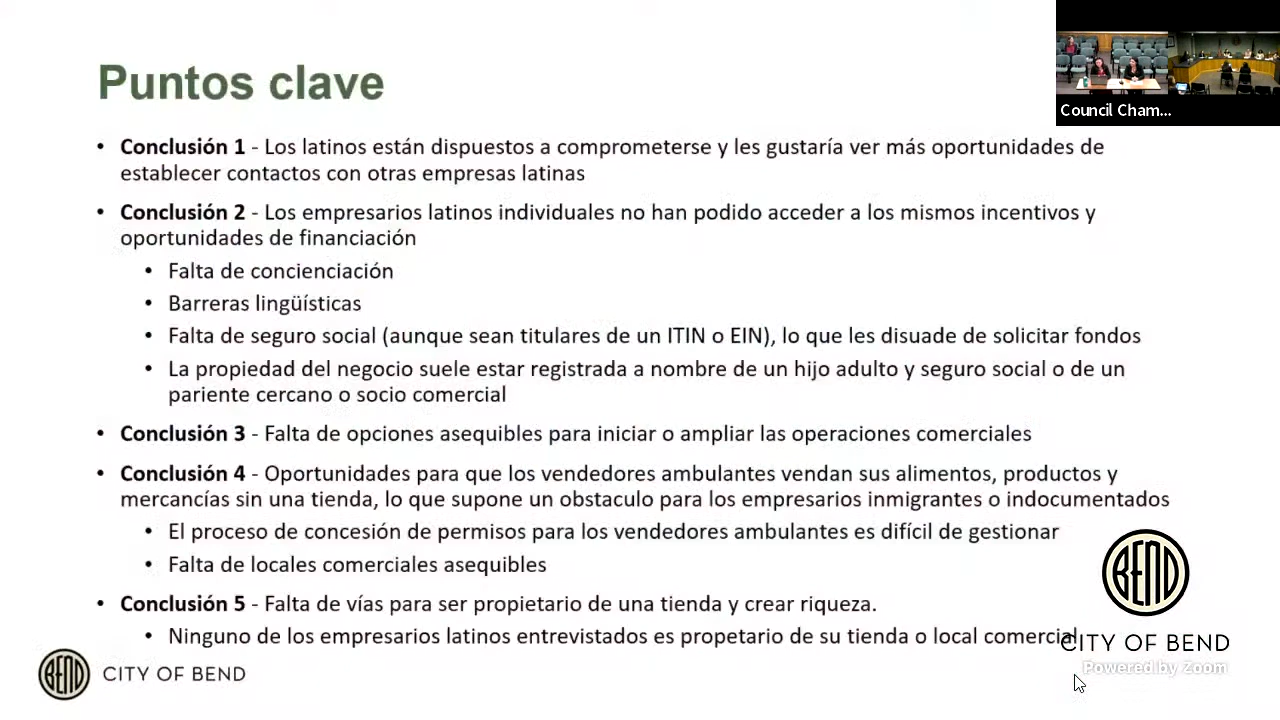 Puntos clave
Council Cham...
• Conclusión 1 - Los latinos están dispuestos a comprometerse y les gustaría ver más oportunidades de
establecer contactos con otras empresas latinas
• Conclusión 2 - Los empresarios latinos individuales no han podido acceder a los mismos incentivos y
oportunidades de financiación
• Falta de concienciación
• Barreras lingüísticas
• Falta de seguro social (aunque sean titulares de un ITIN o EIN), lo que les disuade de solicitar fondos
• La propiedad del negocio suele estar registrada a nombre de un hijo adulto y seguro social o de un
pariente cercano o socio comercial
• Conclusión 3 - Falta de opciones asequibles para iniciar o ampliar las operaciones comerciales
• Conclusión 4 - Oportunidades para que los vendedores ambulantes vendan sus alimentos, productos y
mercancías sin una tienda, lo que supone un obstaculo para los empresarios inmigrantes o indocumentados
• El proceso de concesión de permisos para los vendedores ambulantes es difícil de gestionar
• Falta de locales comerciales asequibles
• Conclusión 5 - Falta de vías para ser propietario de una tienda y crear riqueza.
• Ninguno de los empresarios latinos entrevistados es propetario de su tienda o local comercial
BEND
CITY OF BEND
Powered by Zoom
BEND
CITY OF BEND